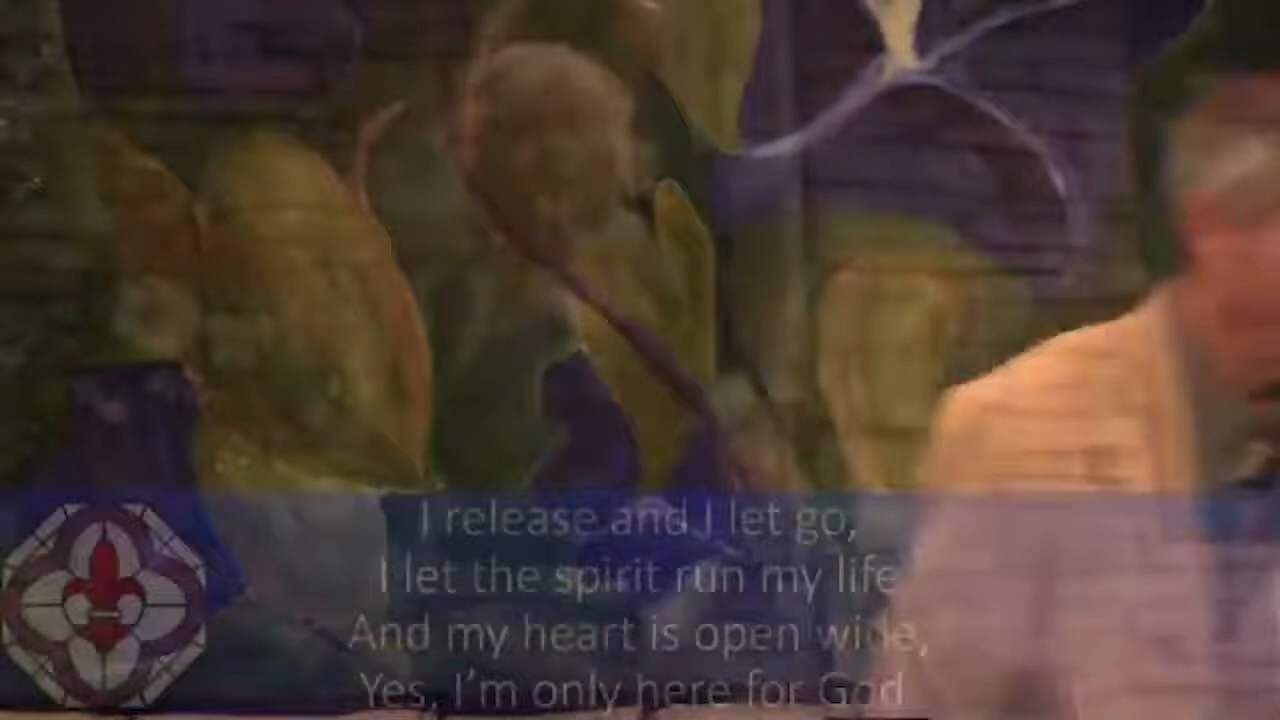 I release and I let go,
I let the spirit run my life
And my heart is open wide,
Yes, I'm only here for God